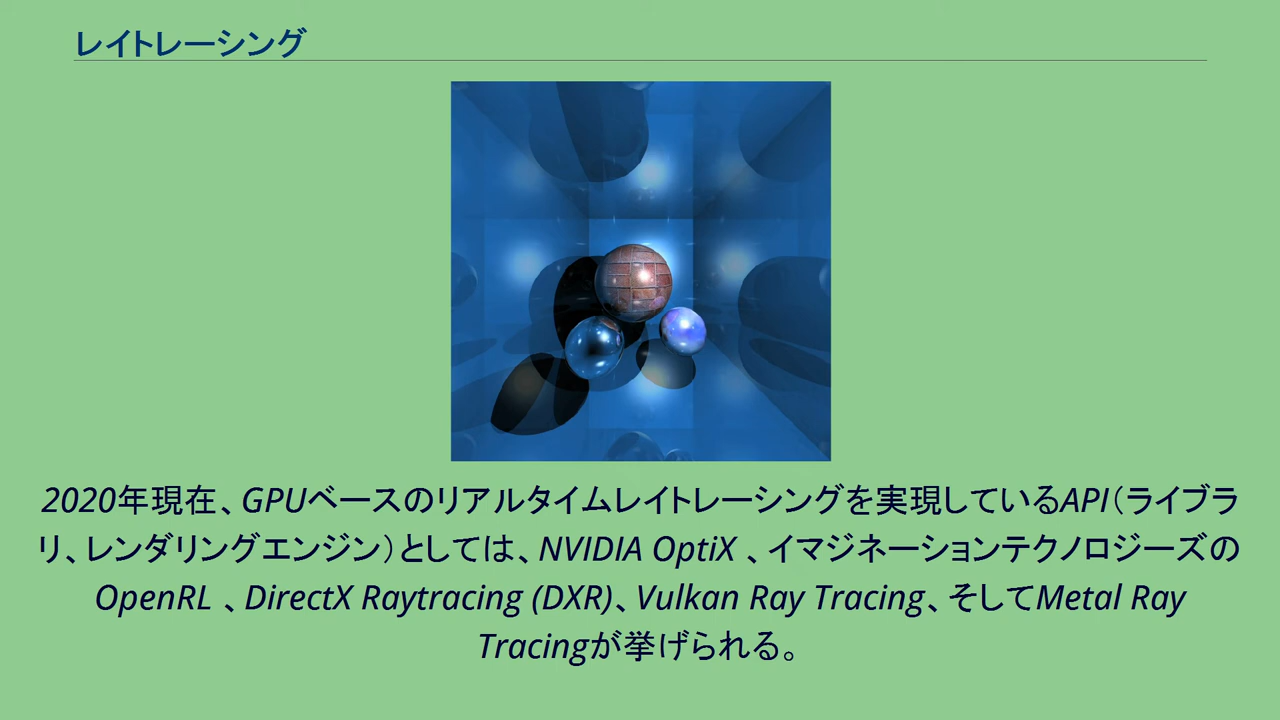 レイトレーシング
2020年現在、GPUベースのリアルタイムレイトレーシングを実現しているAPI（ライブラ
リ、レンダリングエンジン）としては、NVIDIA OptiX 、イマジネーションテクノロジーズの
OpenRL 、DirectX Raytracing (DXR)、Vulkan Ray Tracing、そしてMetal Ray
Tracingが挙げられる。